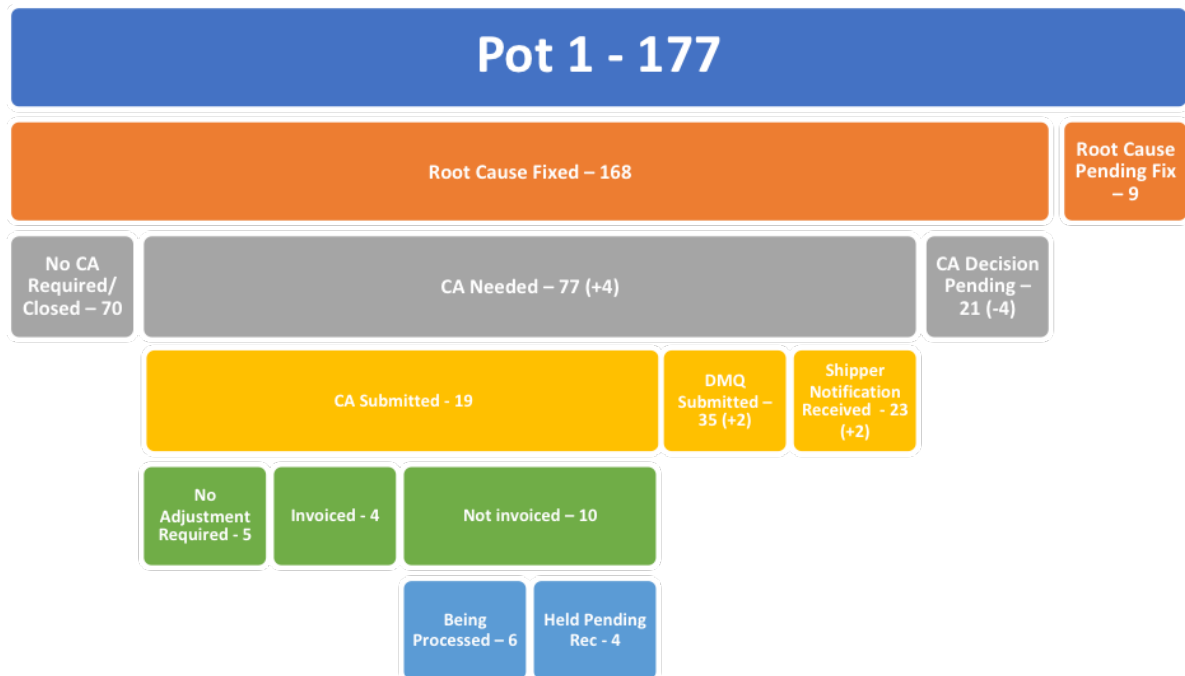 Pot 1 - 177
Root Cause Fixed – 168
Root Cause
Pending Fix
– 9
No CA
Required/
Closed – 70
CA Needed – 77 (+4)
CA Decision
Pending –
21 (-4)
CA Submitted - 19
DMQ
Submitted –
35 (+2)
Shipper
Notification
Received - 23
(+2)
No
Adjustment
Required - 5
Invoiced - 4
Not invoiced – 10
Being
Processed – 6
Held Pending
Rec - 4